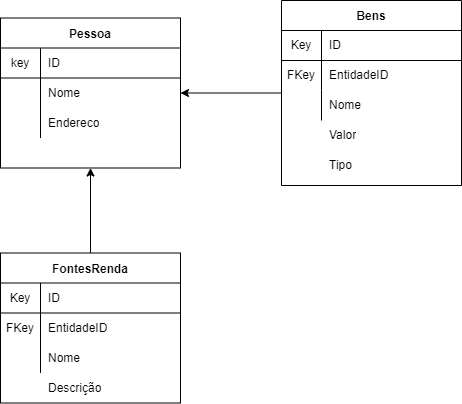 Pessoa
key ID
Nome
Endereco
Bens
Key ID
FKey EntidadeID
Nome
Valor
Tipo
FontesRenda
Key ID
FKey EntidadeID
Nome
Descrição